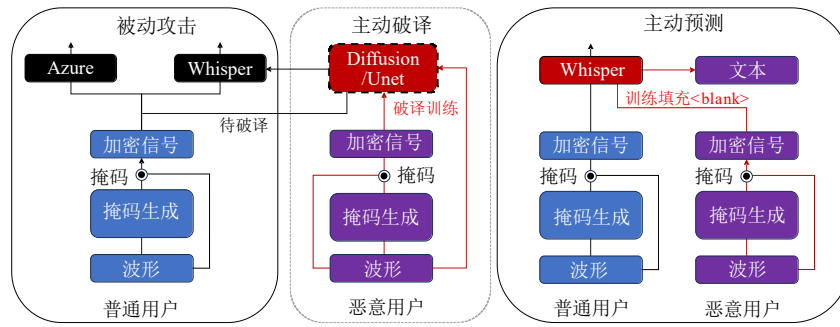 被动攻击
Azure
Whisper
待破译
加密信号
掩码
掩码生成
波形
普通用户
主动破译
Diffusion
/Unet
破译训练
加密信号
掩码
掩码生成
波形
恶意用户
主动预测
Whisper
文本
训练填充<blank>
加密信号
加密信号
掩码
掩码
掩码生成
掩码生成
波形
波形
普通用户
恶意用户